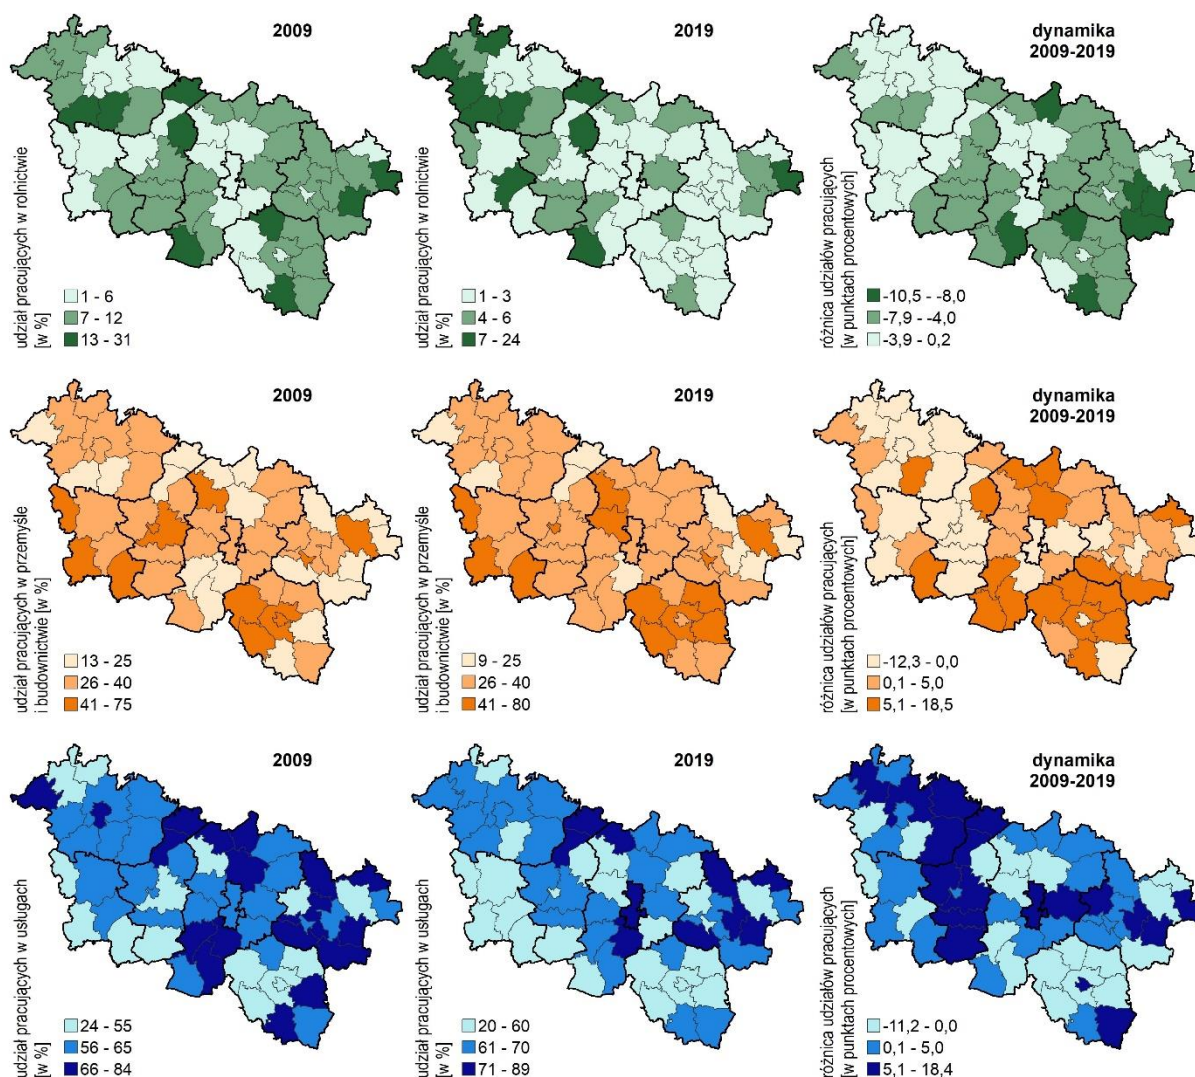 2009
udział pracujących w rolnictwie
[w %]
1 - 6
7 - 12
13 - 31
2019
udział pracujących w rolnictwie
[w %]
1 - 3
4 - 6
7 - 24
dynamika
2009-2019
różnica udziałów pracujących
[w punktach procentowych]
-10,5 - -8,0
-7,9 - -4,0
-3,9 - 0,2
2009
udział pracujących w przemyśle
i budownictwie [w %]
13 - 25
26 - 40
41 - 75
2019
udział pracujących w przemyśle
i budownictwie [w %]
9 - 25
26 - 40
41 - 80
dynamika
2009-2019
różnica udziałów pracujących
[w punktach procentowych]
-12,3 - 0,0
0,1 - 5,0
5,1 - 18,5
2009
udział pracujących w usługach
[w %]
24 - 55
56 - 65
66 - 84
2019
udział pracujących w usługach
[w %]
20 - 60
61 - 70
71 - 89
dynamika
2009-2019
różnica udziałów pracujących
[w punktach procentowych]
-11,2 - 0,0
0,1 - 5,0
5,1 - 18,4